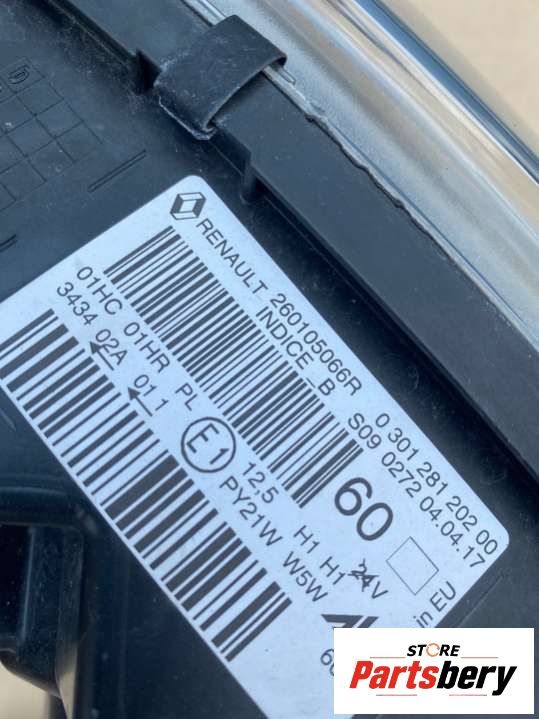 RENAULT 260105066R 0 301 281 202 00
INDICE_B S09 0272 04.04.17
60
01HC 01HR PL E1 12,5 H1 H1 24V
3434 02A 01 1 PY21W W5W
in EU
STORE
Partsbery